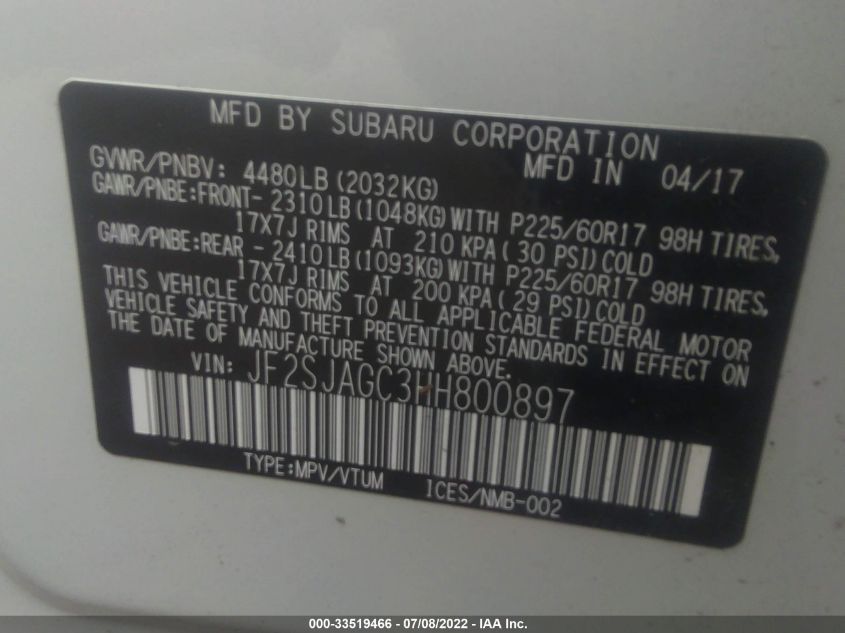 MFD BY SUBARU CORPORATION
MFD IN 04/17
GVWR/PNBV: 4480LB (2032KG)
GAWR/PNBE:FRONT- 2310LB (1048KG) WITH P225/60R17 98H TIRES,
17X7J RIMS AT 210 KPA ( 30 PSI) COLD
GAWR/PNBE:REAR - 2410LB (1093KG) WITH P225/60R17 98H TIRES,
17X7J RIMS AT 200 KPA ( 29 PSI) COLD
THIS VEHICLE CONFORMS TO ALL APPLICABLE FEDERAL MOTOR
VEHICLE SAFETY AND THEFT PREVENTION STANDARDS IN EFFECT ON
THE DATE OF MANUFACTURE SHOWN ABOVE.
VIN: JF2SJAGC3HH800897
TYPE:MPV/VTUM ICES/NMB-002
000-33519466 - 07/08/2022 - IAA Inc.